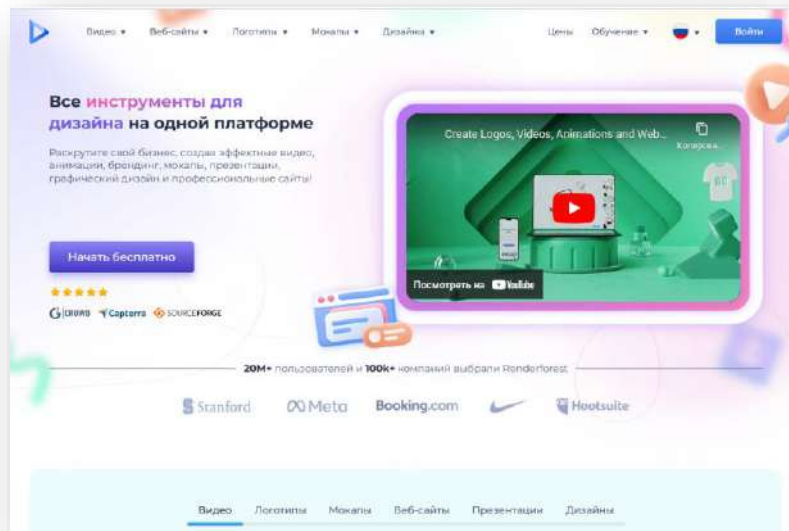 Видео Веб-сайты Логотипы Мокапы Дизайны Цены Обучение Войти
Все инструменты для
дизайна на одной платформе
Раскрутите свой бизнес, создав эффектные видео,
анимации, брендинг, мокапы, презентации,
графический дизайн и профессиональные сайты!
Начать бесплатно
CROWD Capterra SOURCEFORGE
Create Logos, Videos, Animations and Web...
Копирова...
Посмотреть на YouTube
20M+ пользователей и 100k+ компаний выбрали Renderforest
Stanford Meta Booking.com Hootsuite
Видео Логотипы Мокапы Веб-сайты Презентации Дизайны